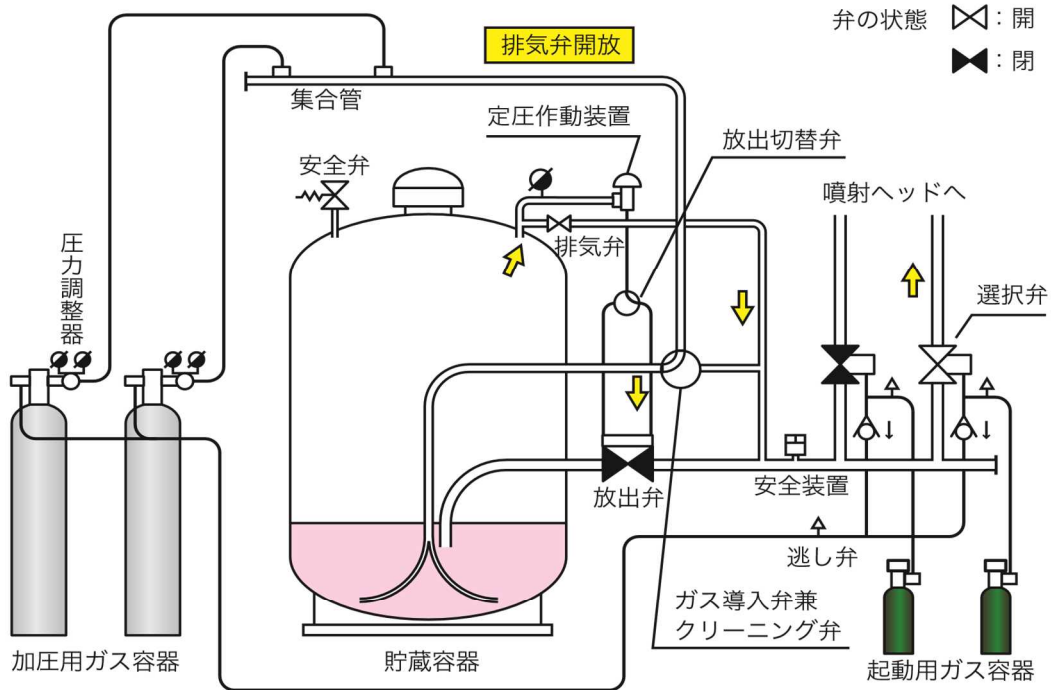 弁の状態
：開
：閉
排気弁開放
集合管
定圧作動装置
放出切替弁
安全弁
噴射ヘッドへ
圧力調整器
排気弁
選択弁
放出弁
安全装置
逃し弁
ガス導入弁兼
クリーニング弁
加圧用ガス容器
貯蔵容器
起動用ガス容器